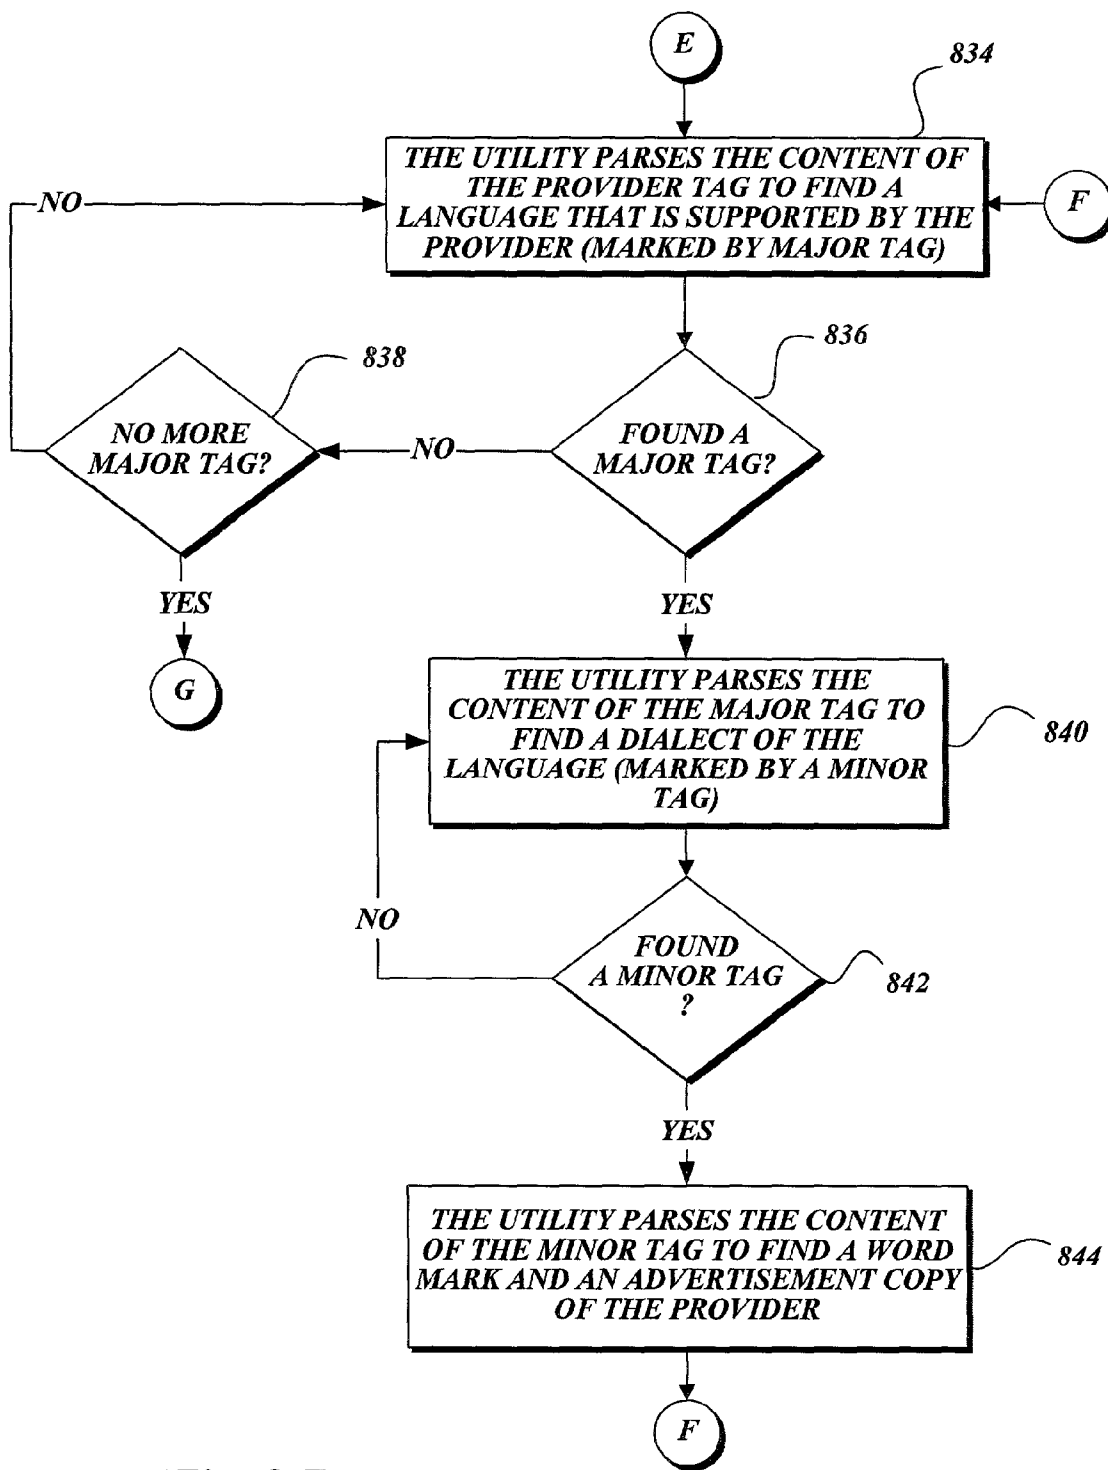 E
834
THE UTILITY PARSES THE CONTENT OF
THE PROVIDER TAG TO FIND A
LANGUAGE THAT IS SUPPORTED BY THE
PROVIDER (MARKED BY MAJOR TAG)
F
NO
836
838
NO MORE
MAJOR TAG?
NO
FOUND A
MAJOR TAG?
YES
YES
G
THE UTILITY PARSES THE
CONTENT OF THE MAJOR TAG TO
FIND A DIALECT OF THE
LANGUAGE (MARKED BY A MINOR
TAG)
840
NO
FOUND
A MINOR TAG
?
842
YES
THE UTILITY PARSES THE CONTENT
OF THE MINOR TAG TO FIND A WORD
MARK AND AN ADVERTISEMENT COPY
OF THE PROVIDER
844
F